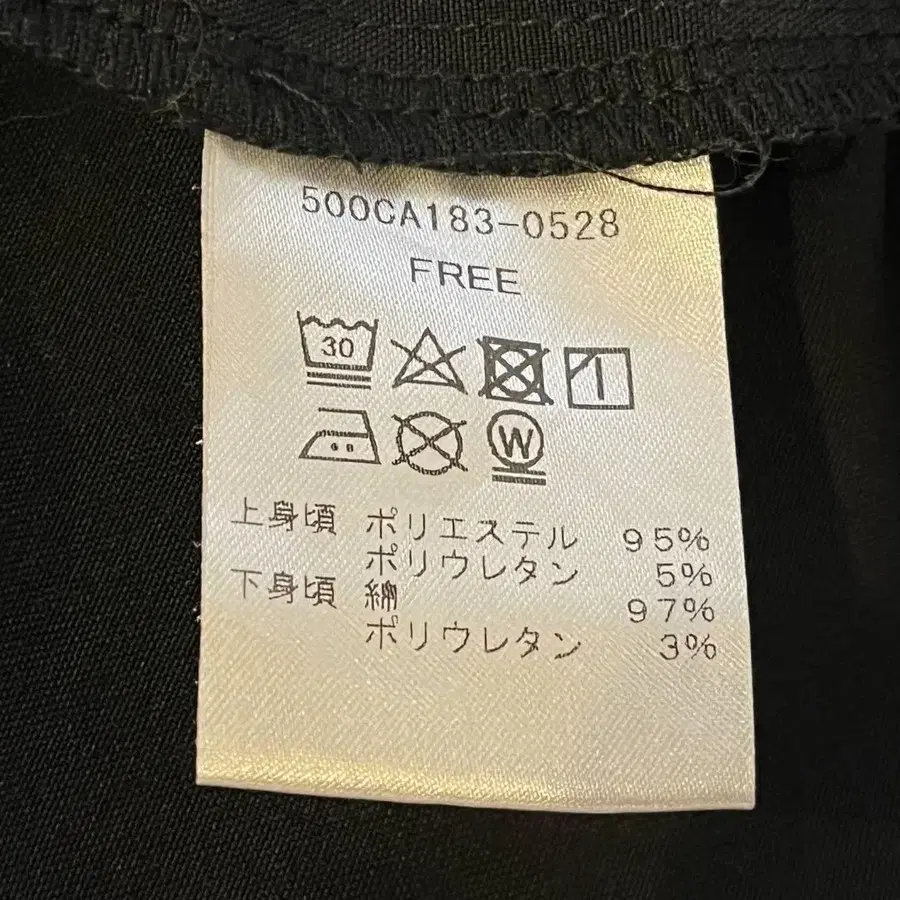 500CA183-0528
FREE
30
W
上身頃 ポリエステル 95%
ポリウレタン 5%
下身頃 綿 97%
ポリウレタン 3%